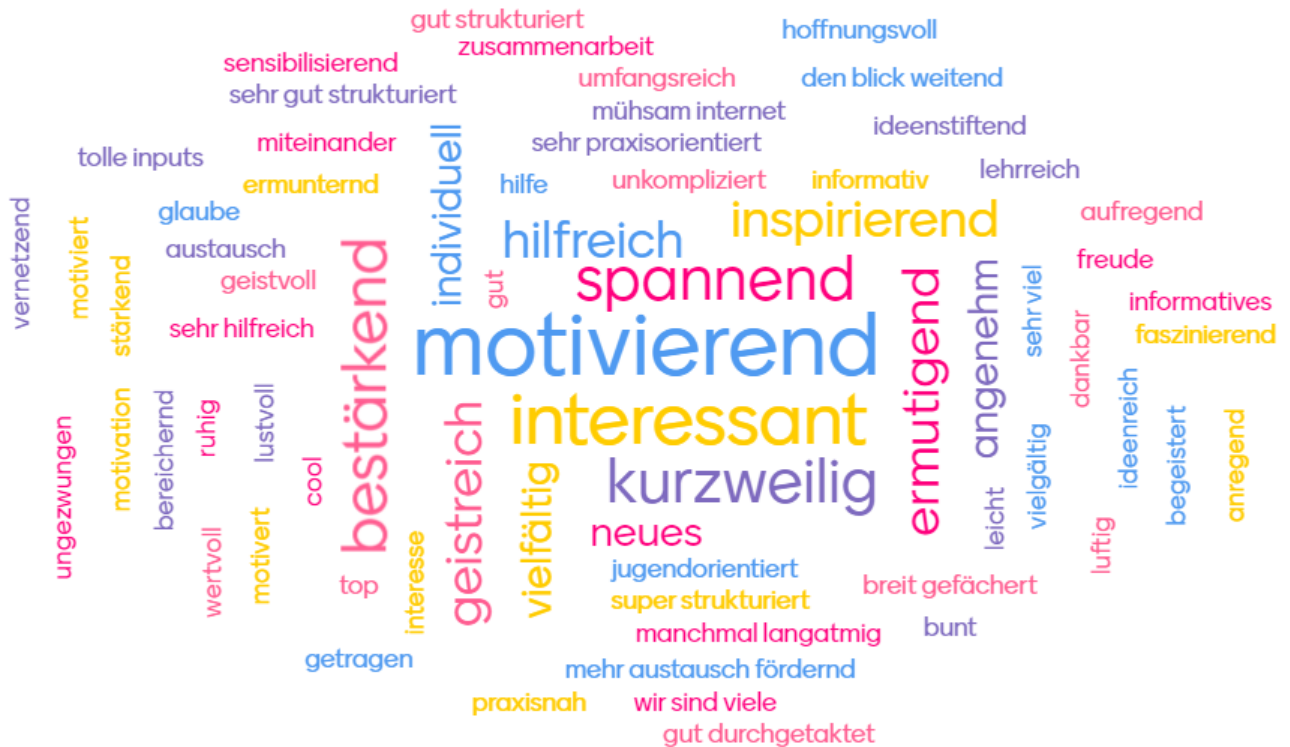 gut strukturiert
hoffnungsvoll
zusammenarbeit
sensibilisierend
umfangsreich
den blick weitend
sehr gut strukturiert
mühsam internet
ideenstiftend
miteinander
sehr praxisorientiert
tolle inputs
lehrreich
individuell
ermunternd
hilfe
unkompliziert
informativ
glaube
inspirierend
aufregend
vernetzend
motiviert
austausch
hilfreich
freude
stärkend
geistvoll
gut
spannend
bestärkend
ermutigend
angenehm
sehr viel
informatives
sehr hilfreich
motivierend
dankbar
faszinierend
ungezwungen
motivation
bereichernd
ruhig
lustvoll
cool
geistreich
interessant
vielgältig
ideenreich
begeistert
anregend
kurzweilig
vielfältig
leicht
neues
luftig
wertvoll
motivert
top
interesse
jugendorientiert
breit gefächert
super strukturiert
manchmal langatmig
bunt
getragen
mehr austausch fördernd
praxisnah
wir sind viele
gut durchgetaktet